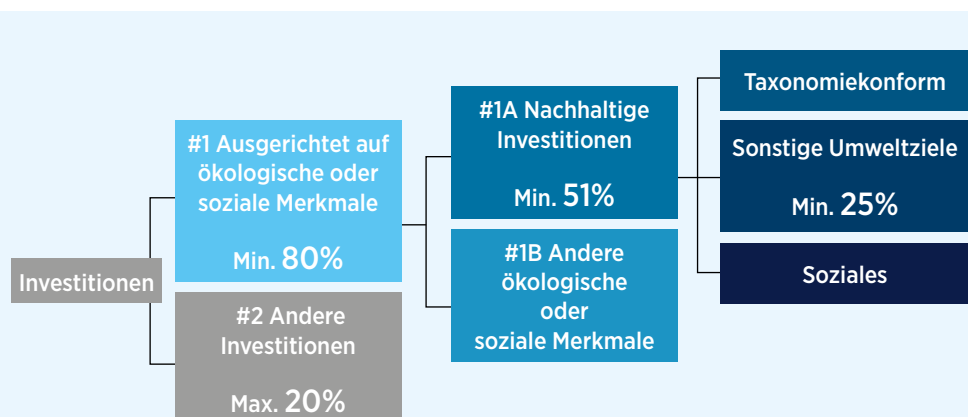 Investitionen
#1 Ausgerichtet auf
ökologische oder
soziale Merkmale
Min. 80%
#2 Andere
Investitionen
Max. 20%
#1A Nachhaltige
Investitionen
Min. 51%
#1B Andere
ökologische
oder
soziale Merkmale
Taxonomiekonform
Sonstige Umweltziele
Min. 25%
Soziales